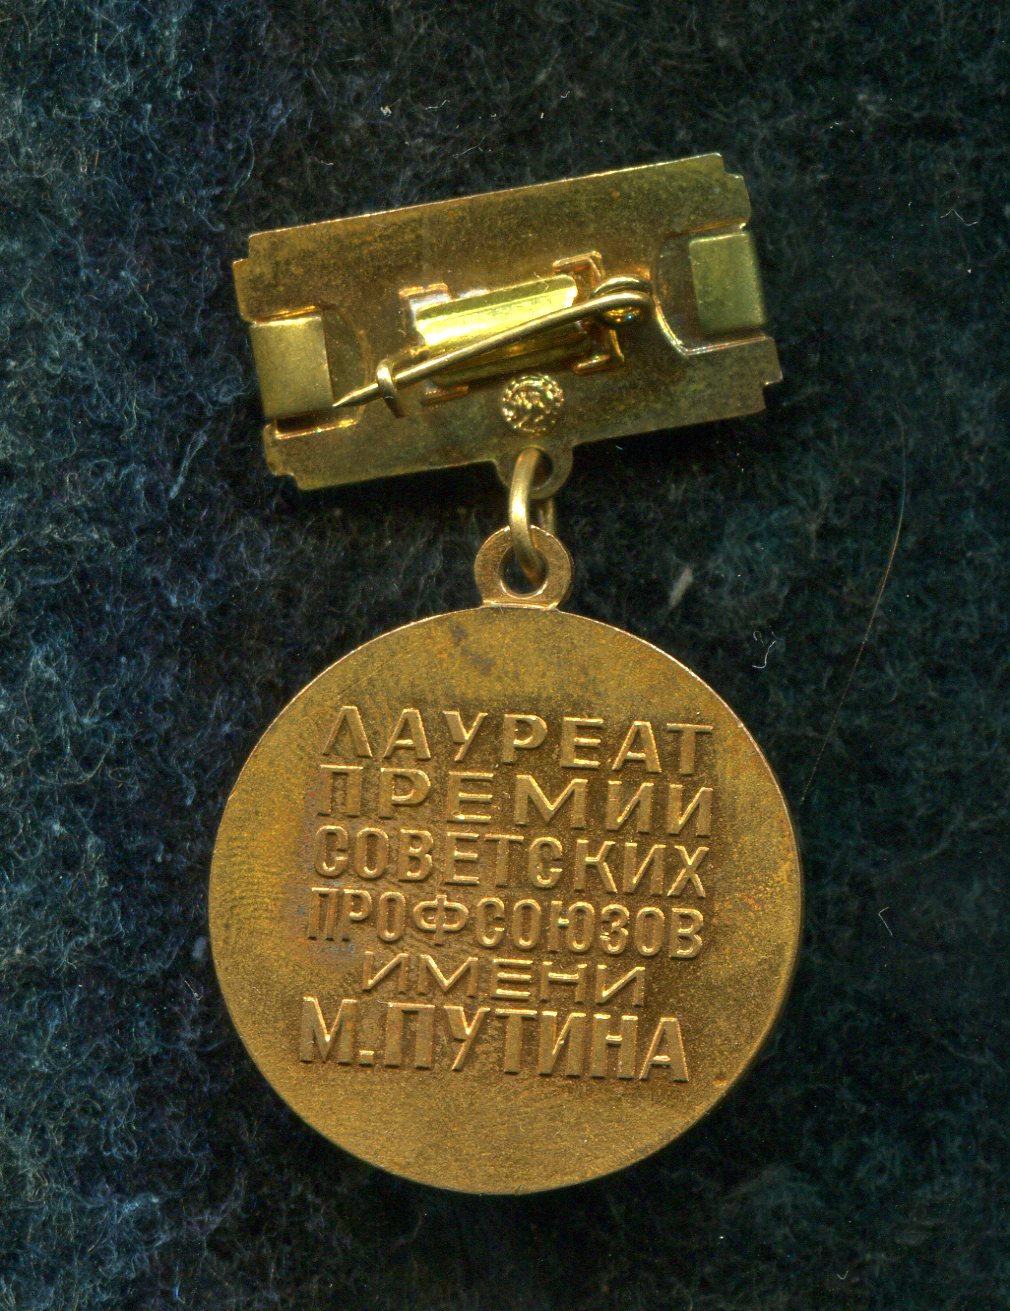 ЛАУРЕАТ
ПРЕМИИ
СОВЕТСКИХ
ПРОФСОЮЗОВ
ИМЕНИ
М.ПУТИНА